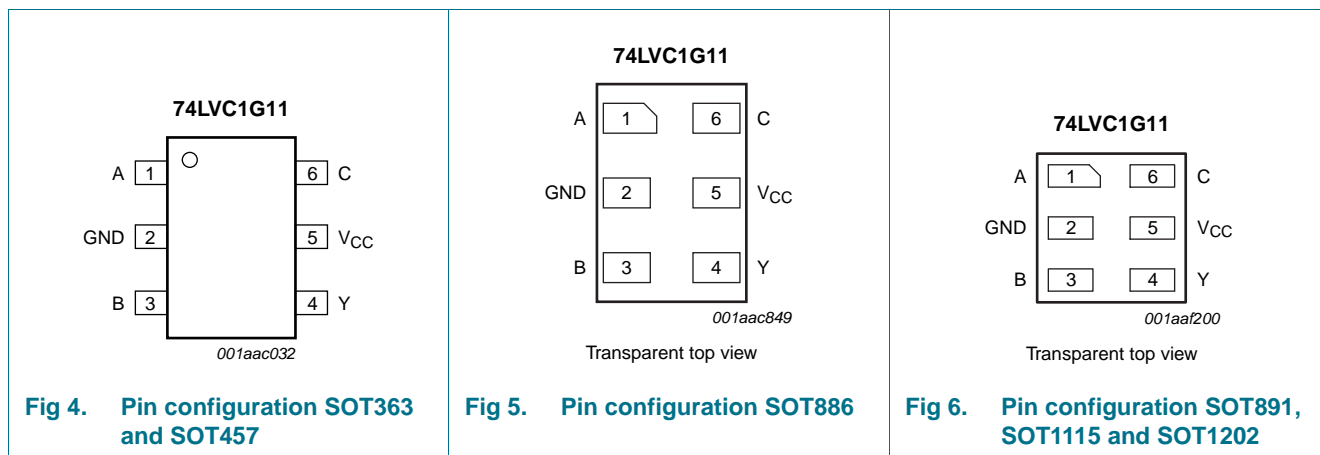 74LVC1G11
A 1 6 C
GND 2 5 VCC
B 3 4 Y
001aac032
Fig 4. Pin configuration SOT363
and SOT457
74LVC1G11
A 1 6 C
GND 2 5 VCC
B 3 4 Y
001aac849
Transparent top view
Fig 5. Pin configuration SOT886
74LVC1G11
A 1 6 C
GND 2 5 VCC
B 3 4 Y
001aaf200
Transparent top view
Fig 6. Pin configuration SOT891,
SOT1115 and SOT1202